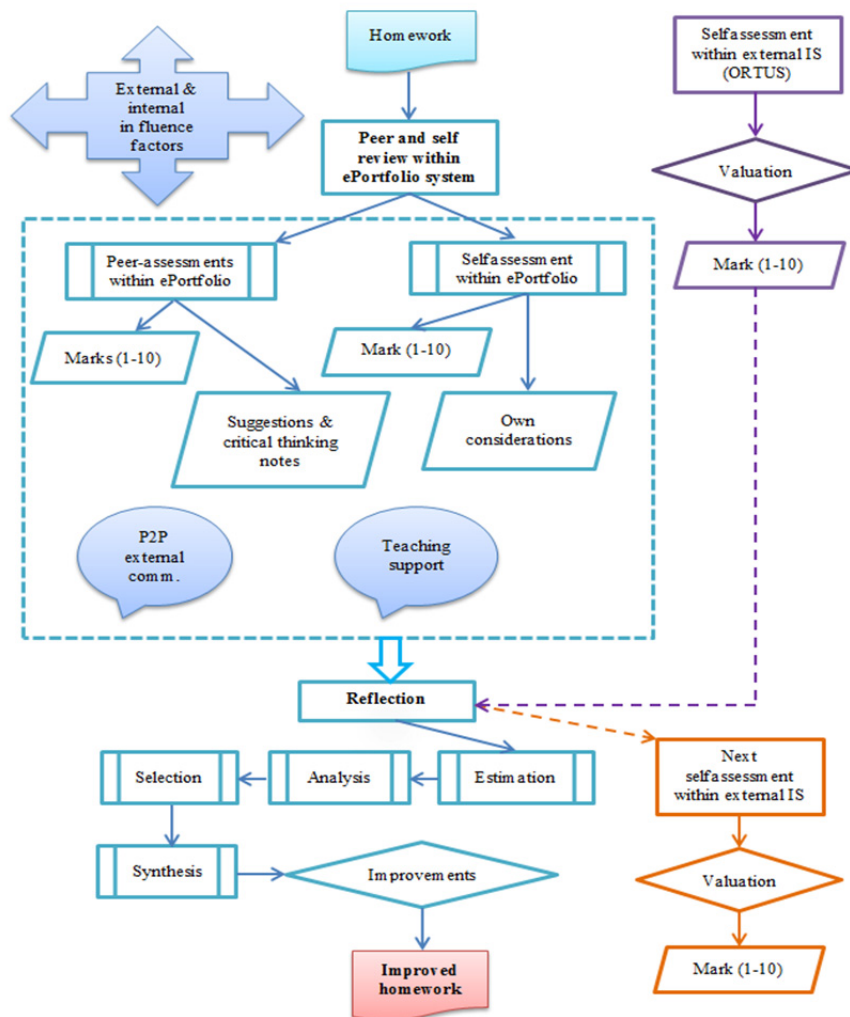 Homework
External &
internal
in fluence
factors
Selfassessment
within external IS
(ORTUS)
Peer and self
review within
ePortfolio system
Valuation
Peer-assessments
within ePortfolio
Selfassessment
within ePortfolio
Mark (1-10)
Marks (1-10)
Mark (1-10)
Suggestions &
critical thinking
notes
Own
considerations
P2P
external
comm.
Teaching
support
Reflection
Next
selfassessment
within external IS
Selection
Analysis
Estimation
Synthesis
Improvements
Valuation
Improved
homework
Mark (1-10)